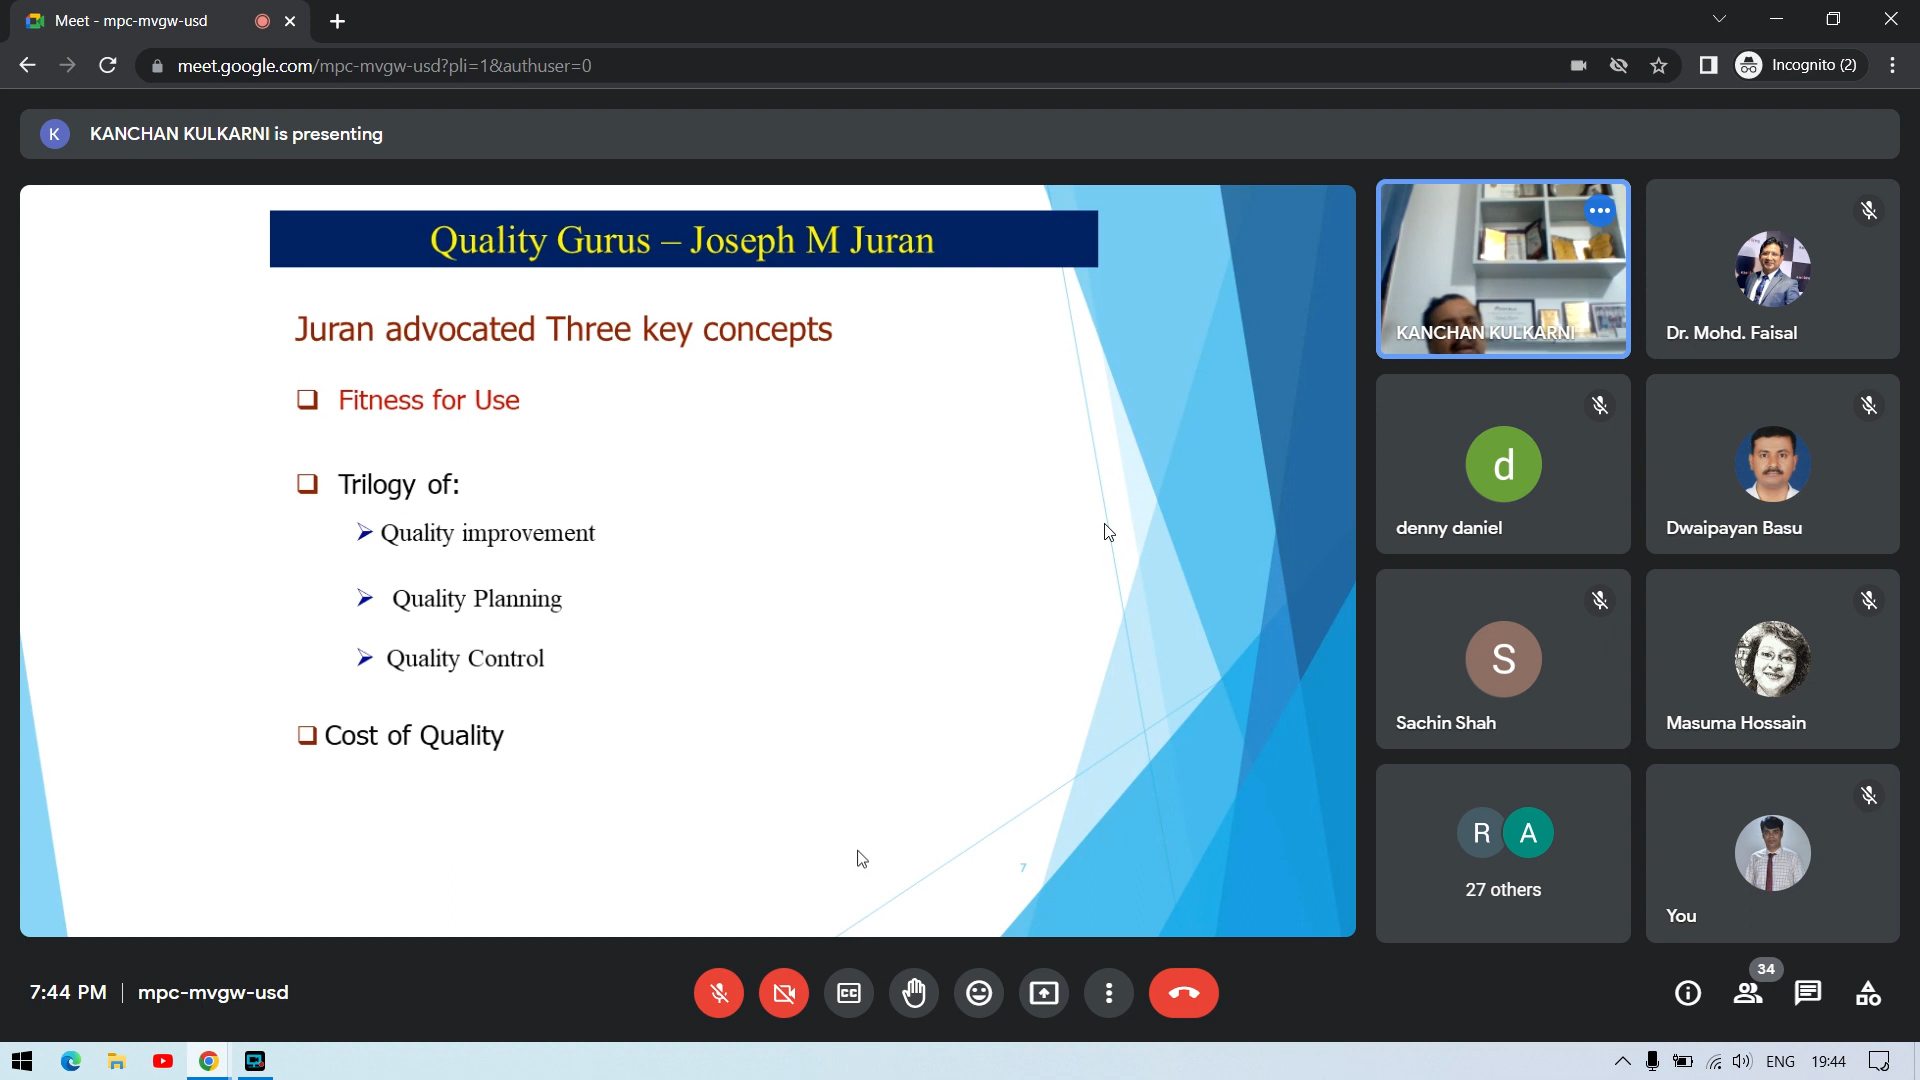 Meet - mpc-mvgw-usd
meet.google.com/mpc-mvgw-usd?pli=1&authuser=0
Incognito (2)
K
KANCHAN KULKARNI is presenting
Quality Gurus – Joseph M Juran
Juran advocated Three key concepts
Fitness for Use
Trilogy of:
Quality improvement
Quality Planning
Quality Control
Cost of Quality
7
KANCHAN KULKARNI
Dr. Mohd. Faisal
d
denny daniel
Dwaipayan Basu
S
Sachin Shah
Masuma Hossain
R A
27 others
You
7:44 PM | mpc-mvgw-usd
CC
34
ENG 19:44